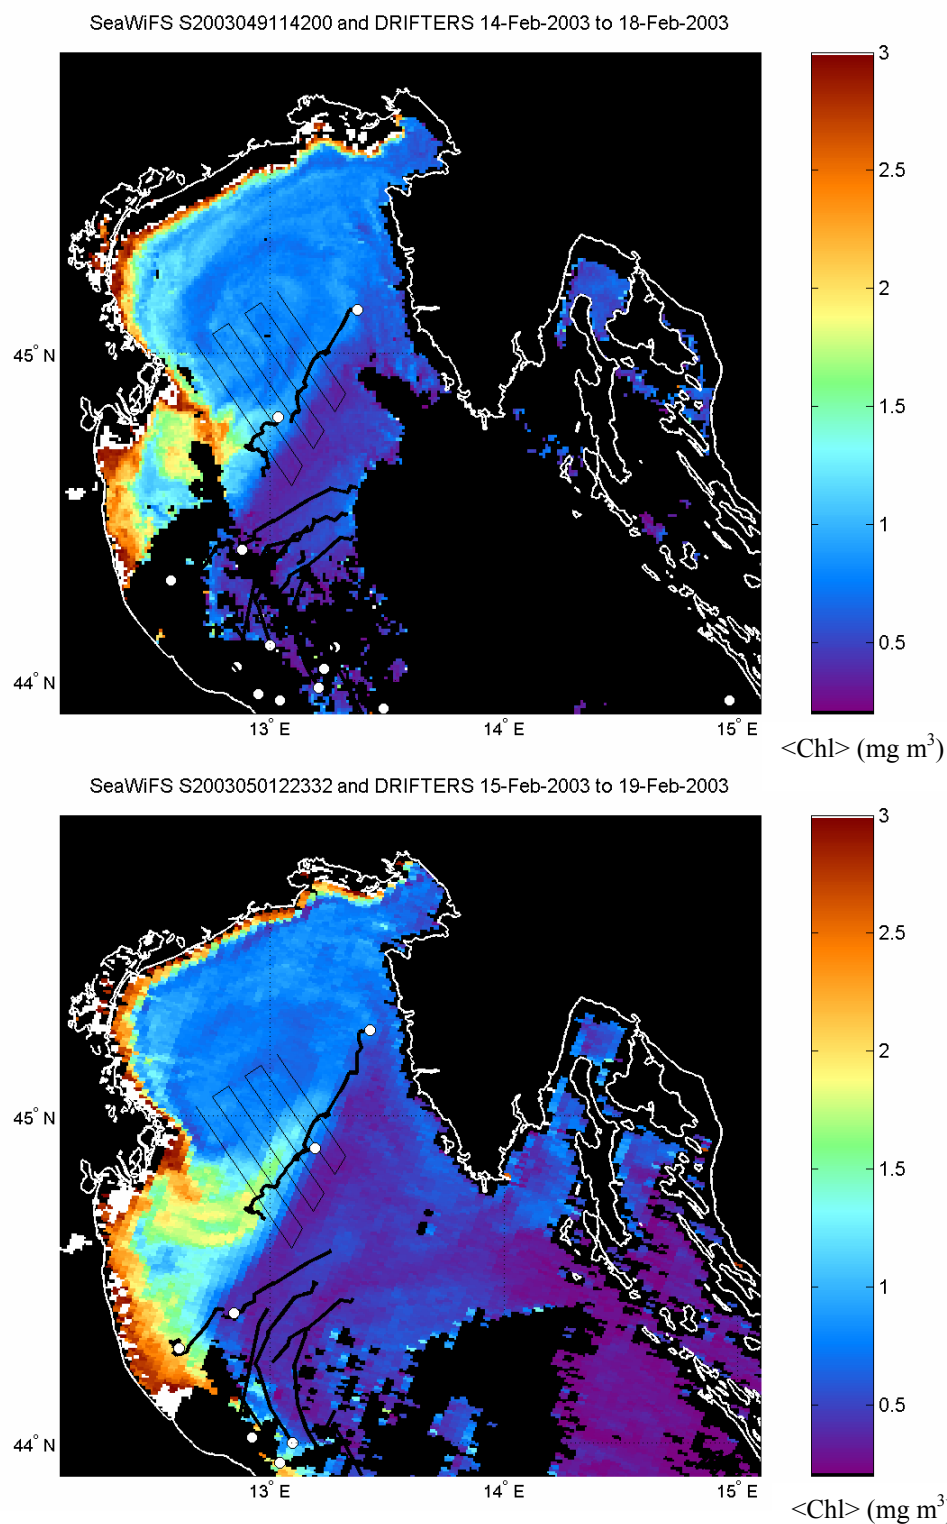 SeaWiFS S2003049114200 and DRIFTERS 14-Feb-2003 to 18-Feb-2003
3
2.5
2
1.5
1
0.5
45° N
44° N
13° E
14° E
15° E
<Chl> (mg m³)
SeaWiFS S2003050122332 and DRIFTERS 15-Feb-2003 to 19-Feb-2003
3
2.5
2
1.5
1
0.5
45° N
44° N
13° E
14° E
15° E
<Chl> (mg m³